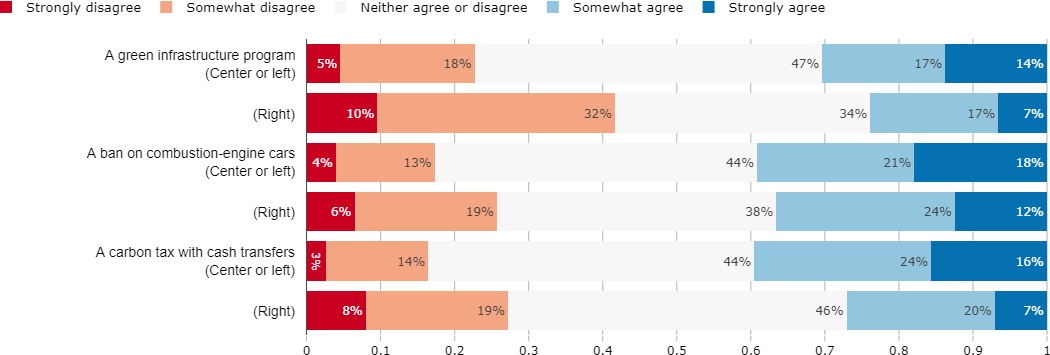 Strongly disagree Somewhat disagree Neither agree or disagree Somewhat agree Strongly agree
A green infrastructure program
(Center or left)
5% 18% 47% 17% 14%
(Right)
10% 32% 34% 17% 7%
A ban on combustion-engine cars
(Center or left)
4% 13% 44% 21% 18%
(Right)
6% 19% 38% 24% 12%
A carbon tax with cash transfers
(Center or left)
3% 14% 44% 24% 16%
(Right)
8% 19% 46% 20% 7%
0 0.1 0.2 0.3 0.4 0.5 0.6 0.7 0.8 0.9 1